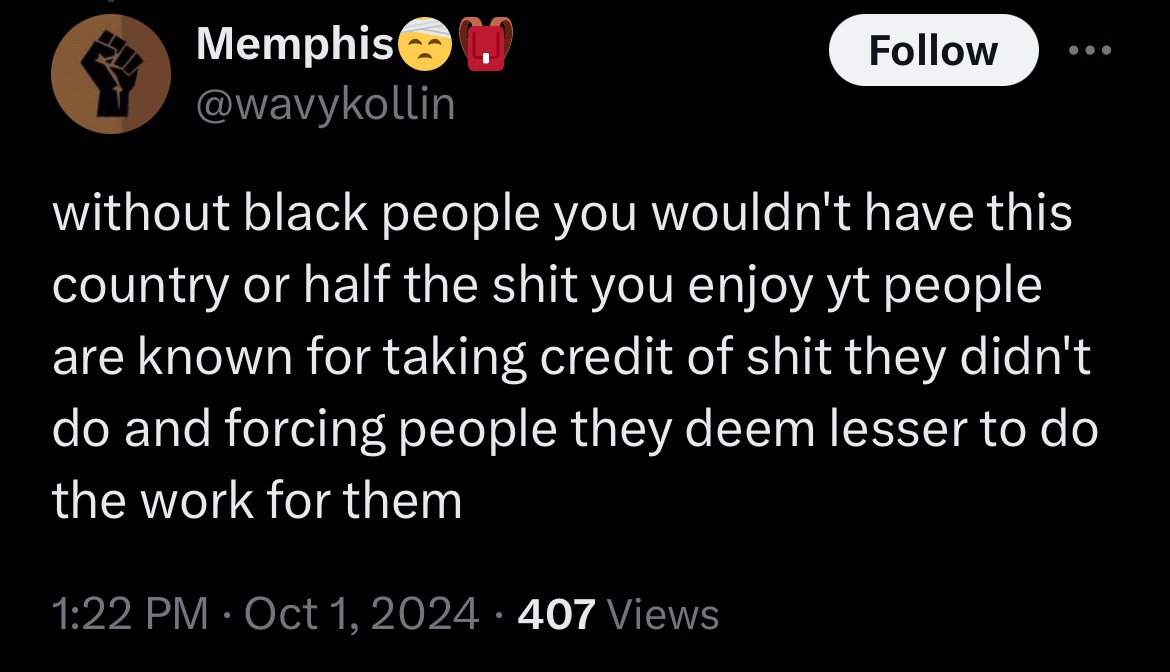 Memphis🤕🎒
Follow
@wavykollin
without black people you wouldn't have this
country or half the shit you enjoy yt people
are known for taking credit of shit they didn't
do and forcing people they deem lesser to do
the work for them
1:22 PM · Oct 1, 2024 · 407 Views